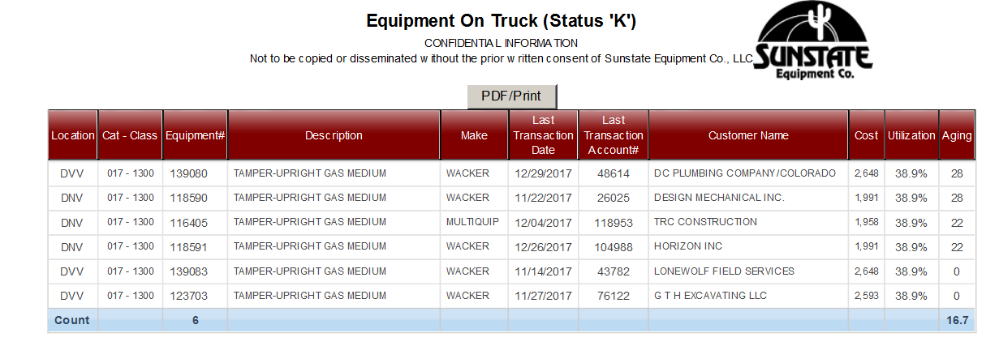 Equipment On Truck (Status 'K')
CONFIDENTIAL INFORMATION
Not to be copied or disseminated without the prior written consent of Sunstate Equipment Co., LLC
SUNSTATE
Equipment Co.
PDF/Print
Location Cat - Class Equipment# Description Make Last Transaction Date Last Transaction Account# Customer Name Cost Utilization Aging
DVV 017 - 1300 139080 TAMPER-UPRIGHT GAS MEDIUM WACKER 12/29/2017 48614 DC PLUMBING COMPANY/COLORADO 2,648 38.9% 28
DNV 017 - 1300 118590 TAMPER-UPRIGHT GAS MEDIUM WACKER 11/22/2017 26025 DESIGN MECHANICAL INC. 1,991 38.9% 28
DNV 017 - 1300 116405 TAMPER-UPRIGHT GAS MEDIUM MULTIQUIP 12/04/2017 118953 TRC CONSTRUCTION 1,958 38.9% 22
DNV 017 - 1300 118591 TAMPER-UPRIGHT GAS MEDIUM WACKER 12/26/2017 104988 HORIZON INC 1,991 38.9% 22
DVV 017 - 1300 139083 TAMPER-UPRIGHT GAS MEDIUM WACKER 11/14/2017 43782 LONEWOLF FIELD SERVICES 2,648 38.9% 0
DVV 017 - 1300 123703 TAMPER-UPRIGHT GAS MEDIUM WACKER 11/27/2017 76122 G T H EXCAVATING LLC 2,593 38.9% 0
Count 6 16.7